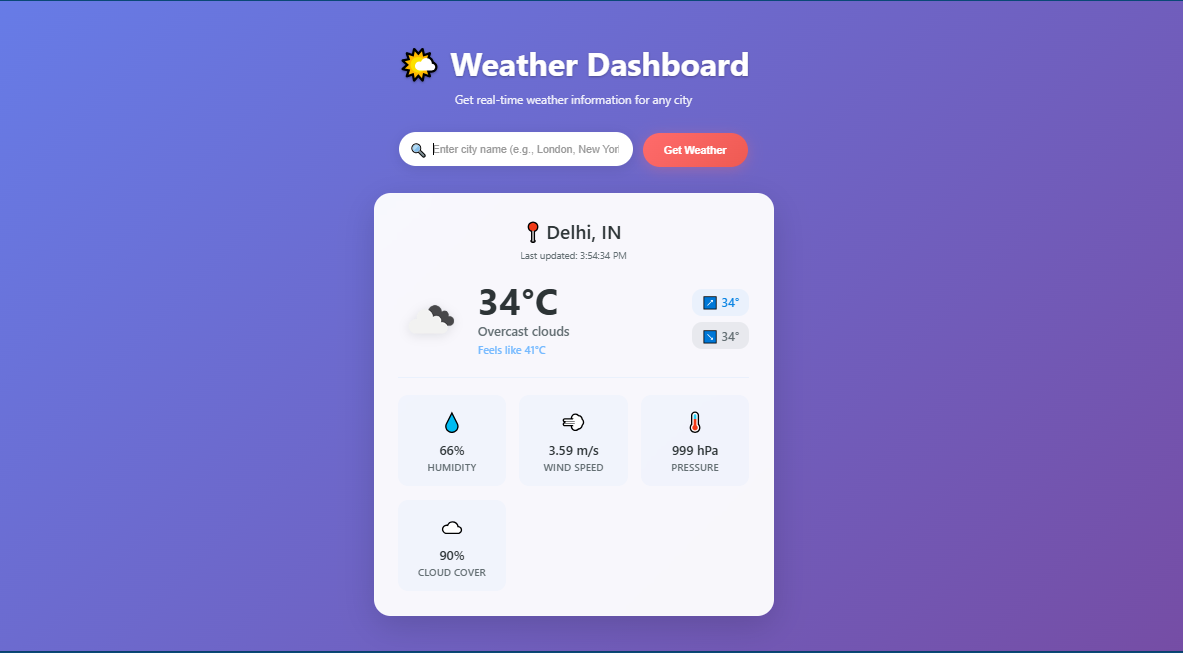 Weather Dashboard
Get real-time weather information for any city
Enter city name (e.g., London, New Yor
Get Weather
Delhi, IN
Last updated: 3:54:34 PM
34°C
Overcast clouds
Feels like 41°C
34°
34°
66%
HUMIDITY
3.59 m/s
WIND SPEED
999 hPa
PRESSURE
90%
CLOUD COVER